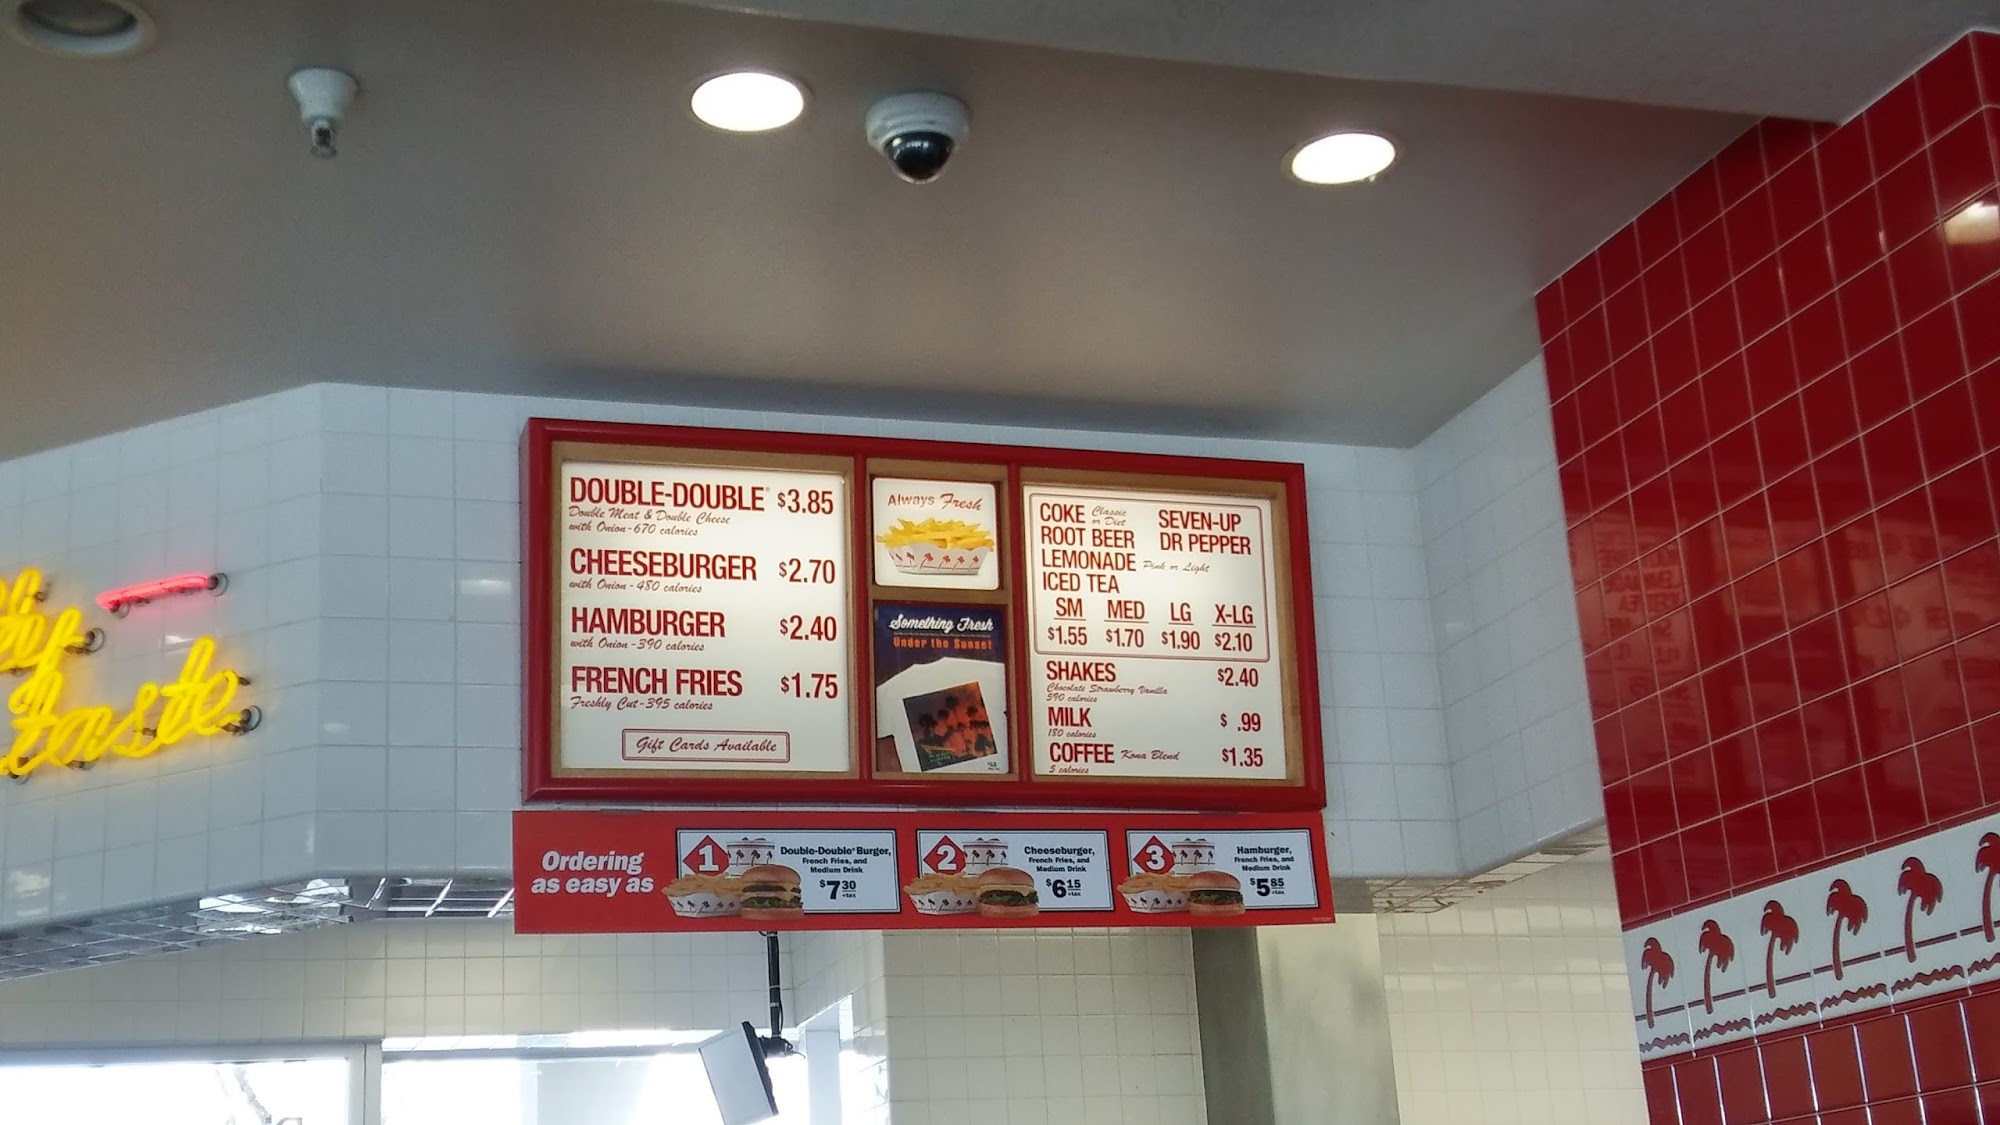 taste
DOUBLE-DOUBLE® $3.85
Double Meat & Double Cheese
with Onion-670 calories
CHEESEBURGER $2.70
with Onion-480 calories
HAMBURGER $2.40
with Onion-390 calories
FRENCH FRIES $1.75
Freshly Cut-395 calories
Gift Cards Available
Always Fresh
Something Fresh
Under the Sunset
COKE Classic or Diet
ROOT BEER
LEMONADE Pink or Light
ICED TEA
SEVEN-UP
DR PEPPER
SM MED LG X-LG
$1.55 $1.70 $1.90 $2.10
SHAKES $2.40
Chocolate Strawberry Vanilla
590 calories
MILK $ .99
180 calories
COFFEE Kona Blend $1.35
5 calories
Ordering
as easy as
1
Double-Double® Burger,
French Fries, and
Medium Drink
$7 30
+tax
2
Cheeseburger,
French Fries, and
Medium Drink
$6 15
+tax
3
Hamburger,
French Fries, and
Medium Drink
$5 85
+tax